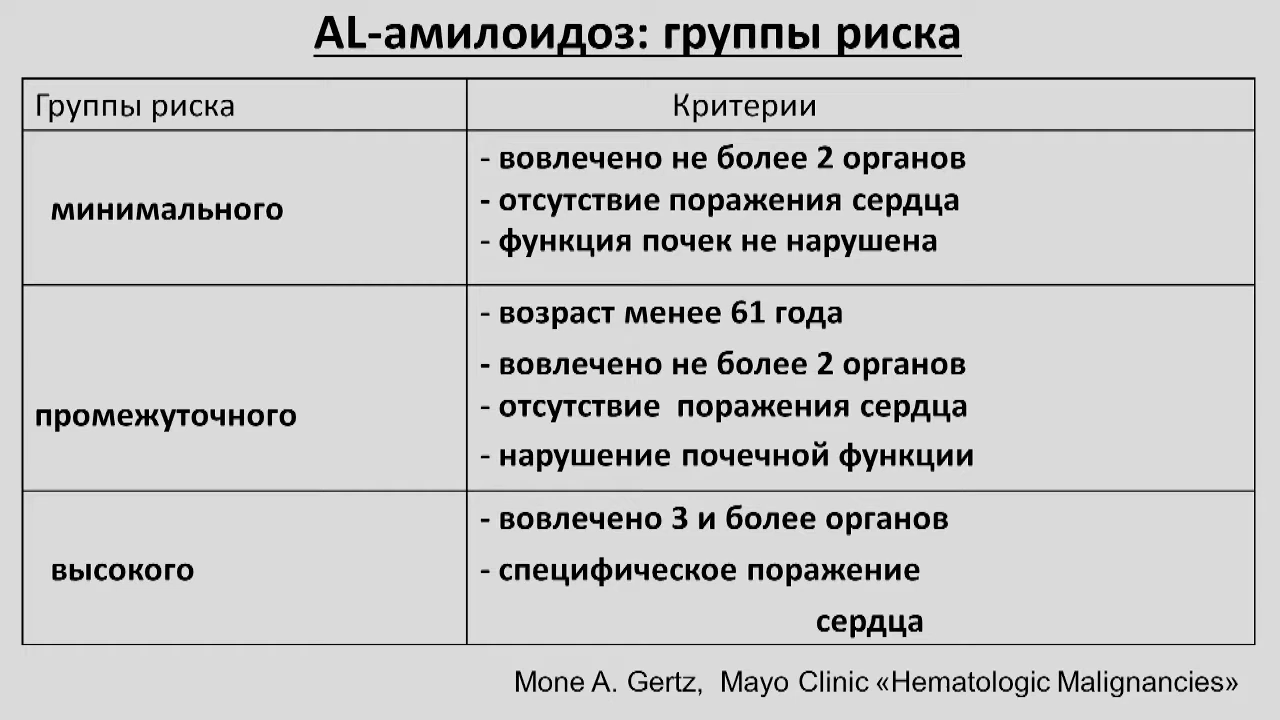 AL-амилоидоз: группы риска
Группы риска
Критерии
минимального
- вовлечено не более 2 органов
- отсутствие поражения сердца
- функция почек не нарушена
промежуточного
- возраст менее 61 года
- вовлечено не более 2 органов
- отсутствие поражения сердца
- нарушение почечной функции
высокого
- вовлечено 3 и более органов
- специфическое поражение
сердца
Mone A. Gertz, Mayo Clinic «Hematologic Malignancies»